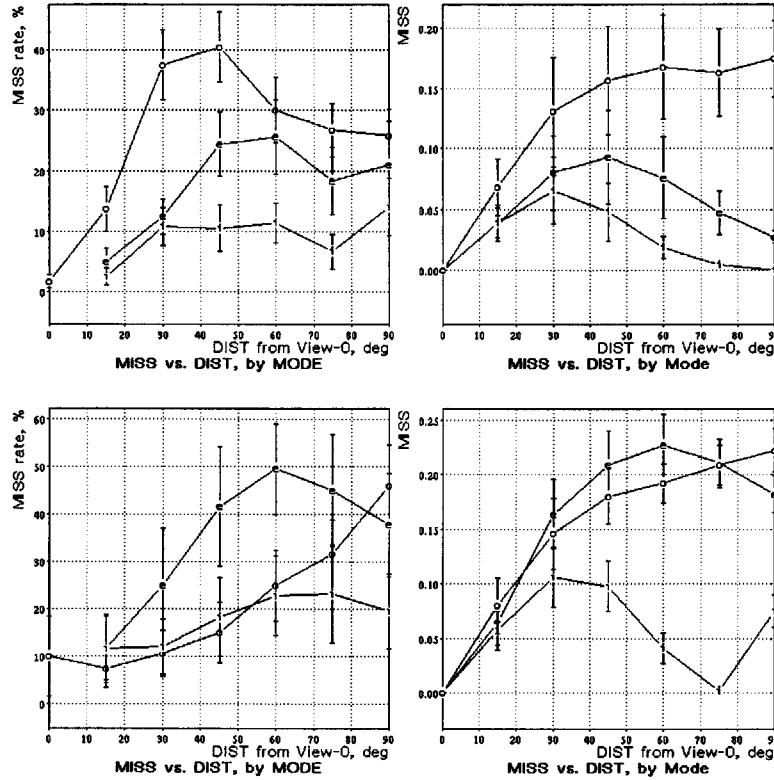 MISS rate, %
40
30
20
10
0
0 10 20 30 40 50 60 70 80 90
DIST from View-0, deg
MISS vs. DIST, by MODE
MISS
0.20
0.15
0.10
0.05
0.00
0 10 20 30 40 50 60 70 80 90
DIST from View-0, deg
MISS vs. DIST, by Mode
MISS rate, %
60
50
40
30
20
10
0
0 10 20 30 40 50 60 70 80 90
DIST from View-0, deg
MISS vs. DIST, by MODE
MISS
0.25
0.20
0.15
0.10
0.05
0.00
0 10 20 30 40 50 60 70 80 90
DIST from View-0, deg
MISS vs. DIST, by Mode